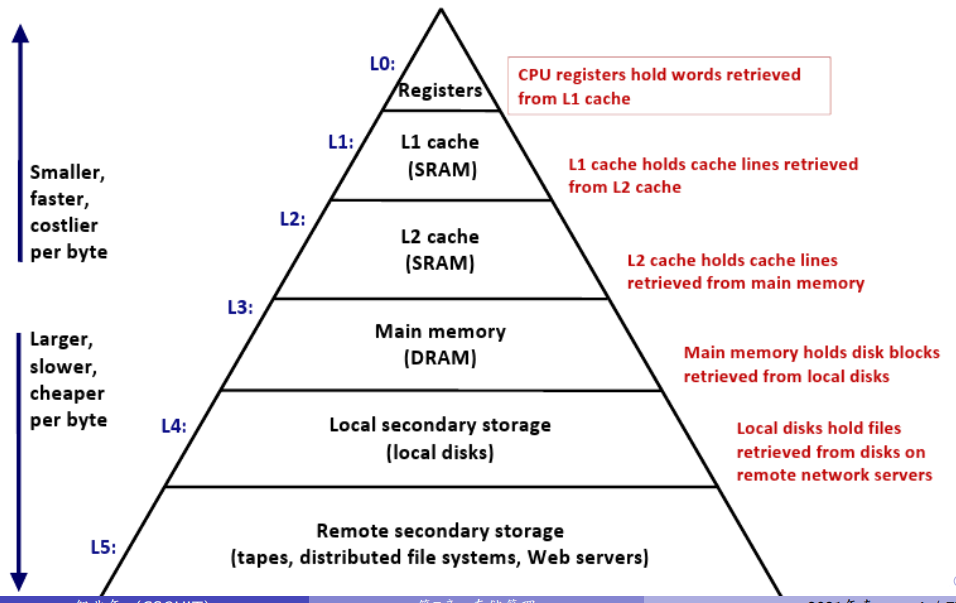 L0:
Registers
CPU registers hold words retrieved
from L1 cache
L1:
L1 cache
(SRAM)
L1 cache holds cache lines retrieved
from L2 cache
Smaller,
faster,
costlier
per byte
L2:
L2 cache
(SRAM)
L2 cache holds cache lines
retrieved from main memory
L3:
Main memory
(DRAM)
Main memory holds disk blocks
retrieved from local disks
Larger,
slower,
cheaper
per byte
L4:
Local secondary storage
(local disks)
Local disks hold files
retrieved from disks on
remote network servers
L5:
Remote secondary storage
(tapes, distributed file systems, Web servers)